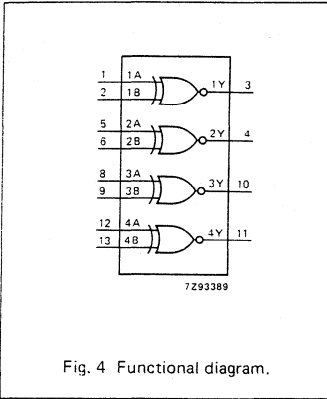 1 1A 1Y 3
2 1B
5 2A 2Y 4
6 2B
8 3A 3Y 10
9 3B
12 4A 4Y 11
13 4B
7Z93389
Fig. 4 Functional diagram.